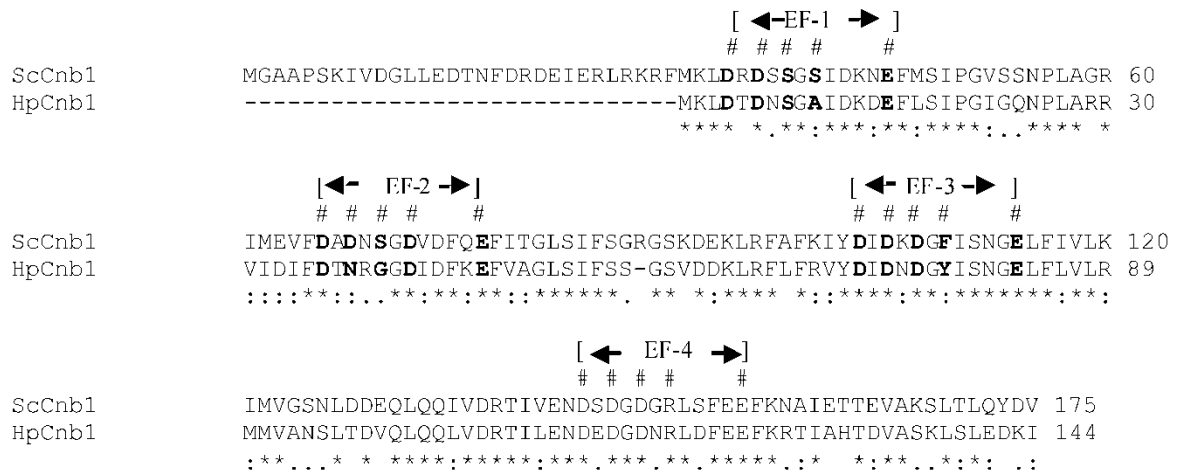 [ ◄- EF-1 -► ]
# # # # #
ScCnb1 MGAAPSKIVDGLLEDTNFDRDEIERLRKRFMKLDRDSSGSIDKNEFMSIPGVSSNPLAGR 60
HpCnb1 ------------------------------MKLDTDNSGAIDKDEFLSIPGIGQNPLARR 30
**** *.**:***:**:****:..**** *
[ ◄- EF-2 -► ] [ ◄- EF-3 -► ]
# # # # # # # # # #
ScCnb1 IMEVFDADNSGDVDFQEFITGLSIFSGRGSKDEKLRFAFKIYDIDKDGFISNGELFIVLK 120
HpCnb1 VIDIFDTNRGGDIDFKEFVAGLSIFSS-GSVDDKLRFLFRVYDIDNDGYISNGELFLVLR 89
::::**::..**:**:**::******. ** *:**** *::****:**:*******:**:
[ ◄- EF-4 -► ]
# # # # #
ScCnb1 IMVGSNLDDEQLQQIVDRTIVENDSDGDGRLSFEEFKNAIETTEVAKSLTLQYDV 175
HpCnb1 MMVANSLTDVQLQQLVDRTILENDEDGDNRLDFEEFKRTIAHTDVASKLSLEDKI 144
:**...* * ****:*****:***.***.**.*****.:*  *:**..*:*: .: